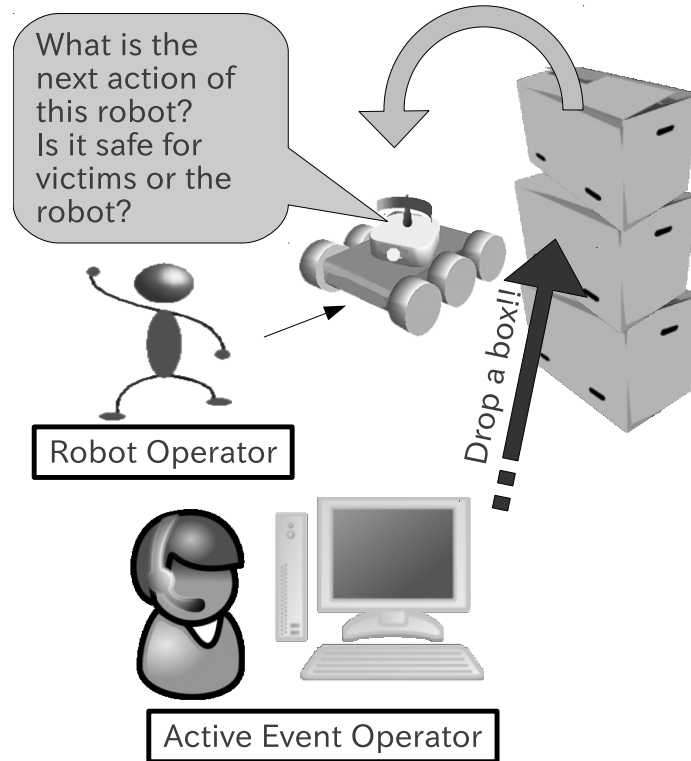 What is the
next action of
this robot?
Is it safe for
victims or the
robot?
Drop a box!!
Robot Operator
Active Event Operator